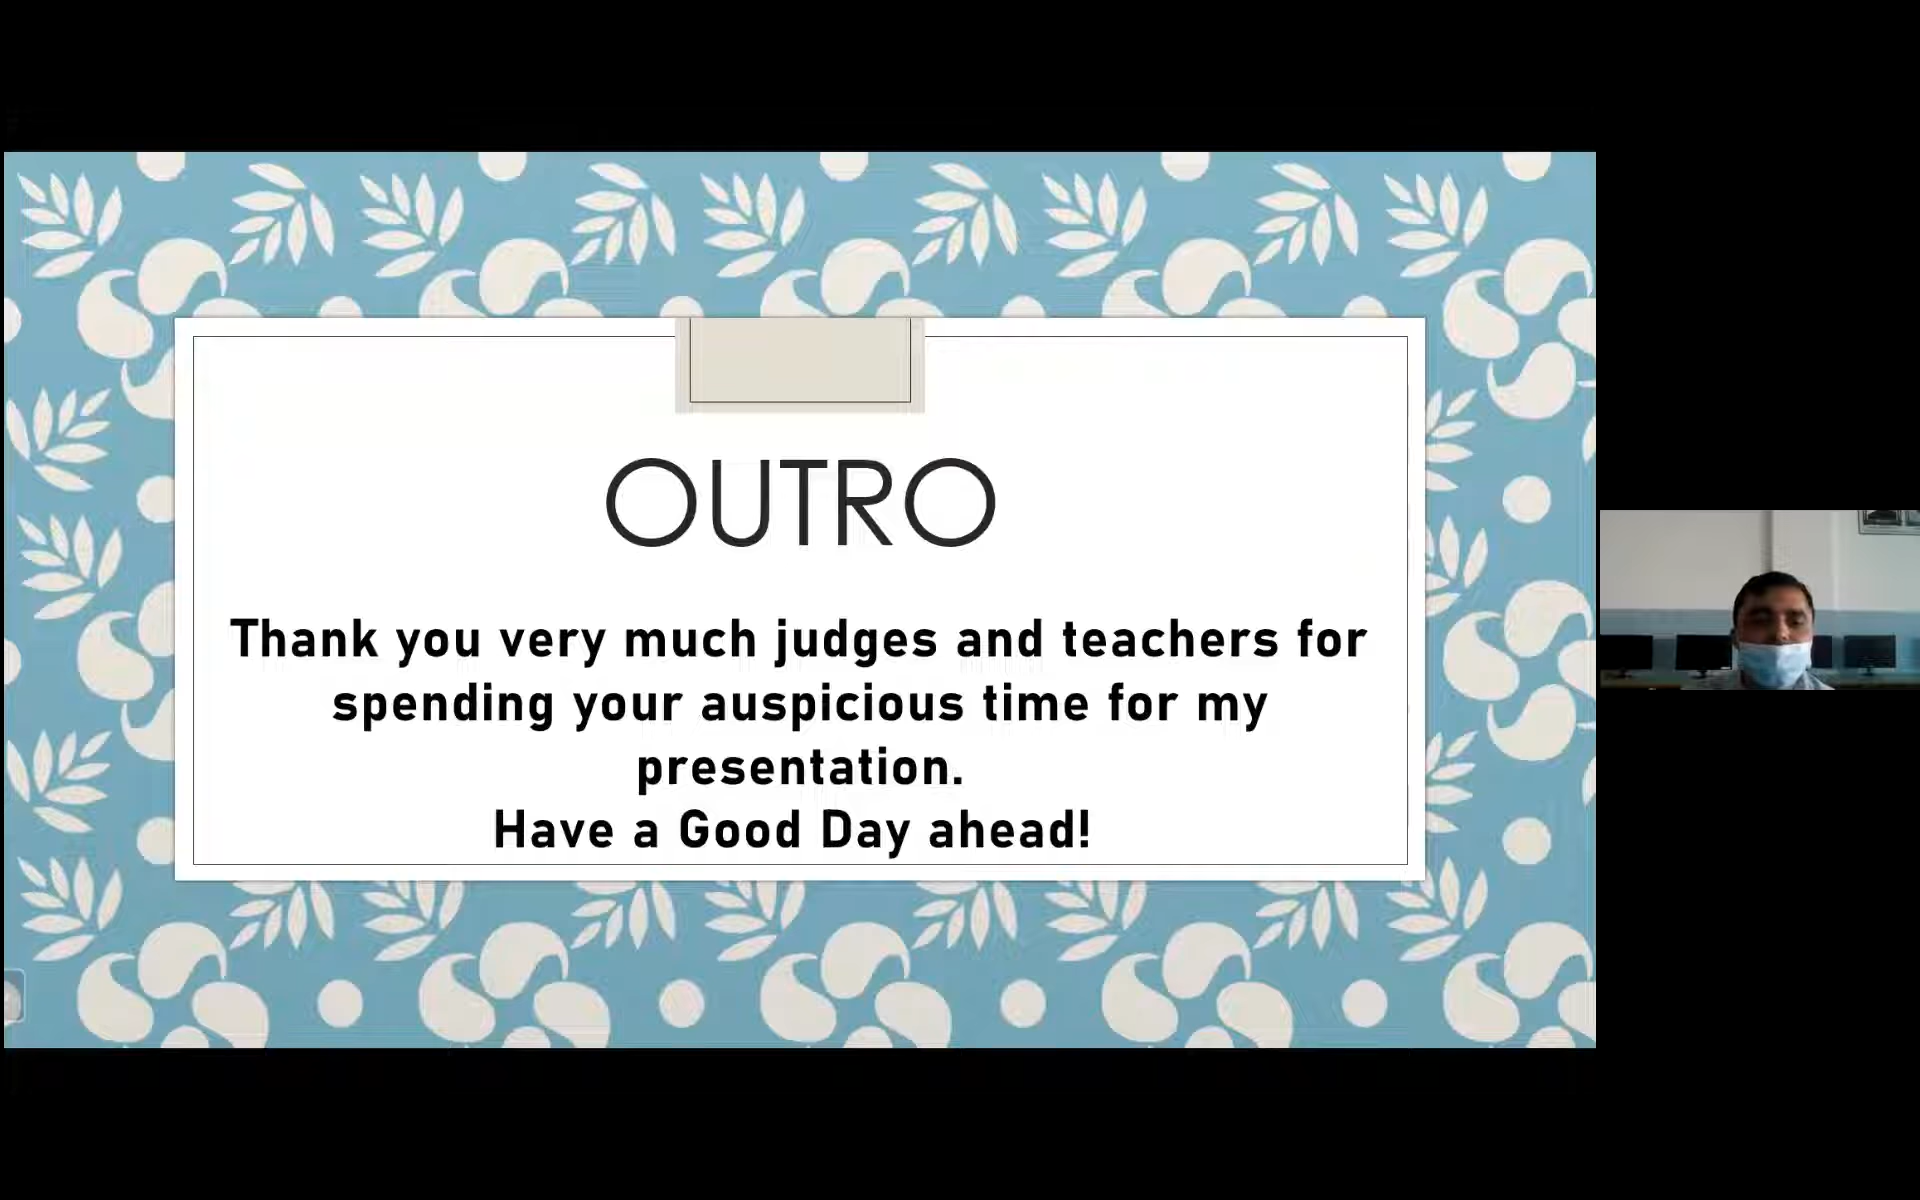 OUTRO
Thank you very much judges and teachers for
spending your auspicious time for my
presentation.
Have a Good Day ahead!